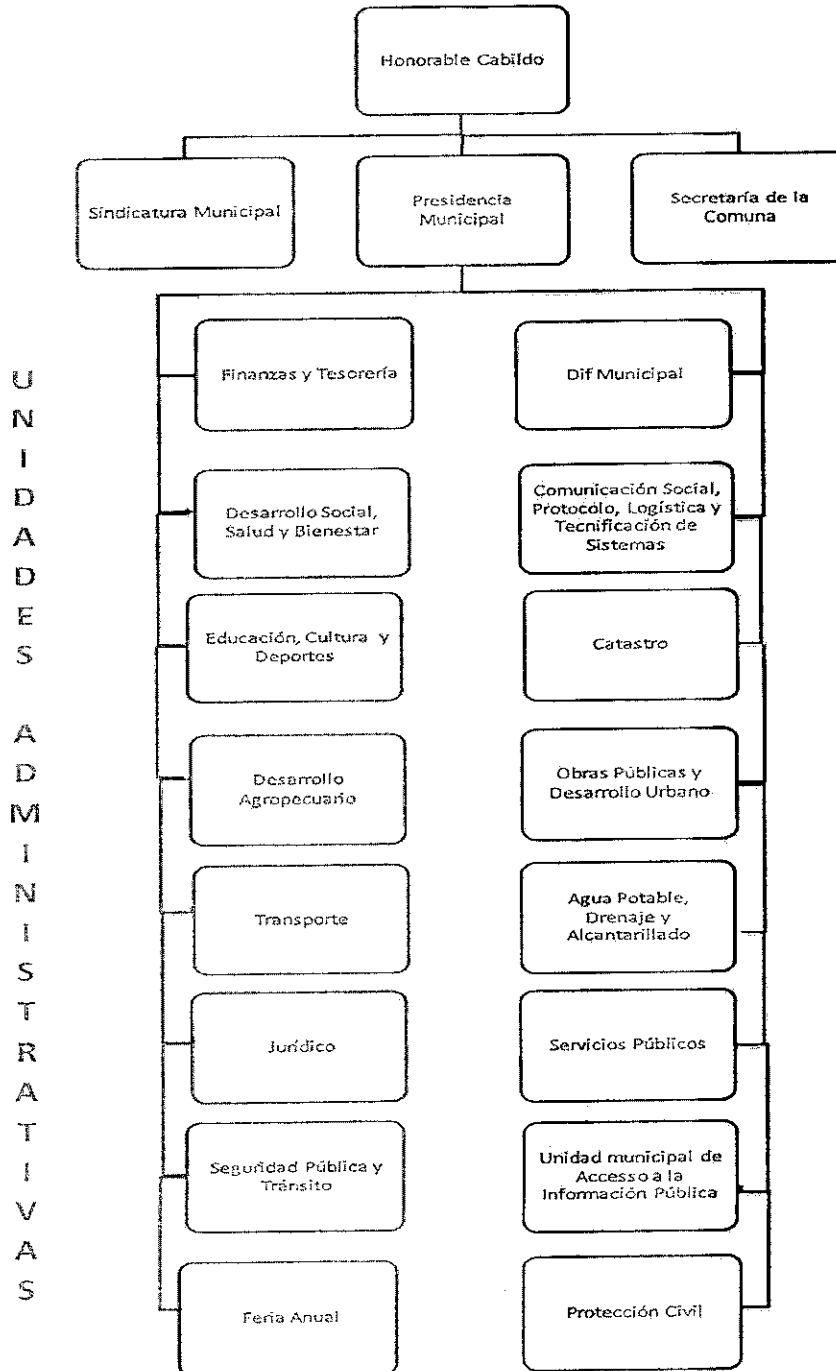 Honorable Cabildo
Sindicatura Municipal
Presidencia
Municipal
Secretaría de la
Comuna
UNIDADES ADMINISTRATIVAS
Finanzas y Tesorería
Dif Municipal
Desarrollo Social,
Salud y Bienestar
Comunicación Social,
Protocolo, Logística y
Tecnificación de
Sistemas
Educación, Cultura y
Deportes
Catastro
Desarrollo
Agropecuario
Obras Públicas y
Desarrollo Urbano
Transporte
Agua Potable,
Drenaje y
Alcantarillado
Jurídico
Servicios Públicos
Seguridad Pública y
Tránsito
Unidad municipal de
Accesso a la
Información Pública
Feria Anual
Protección Civil